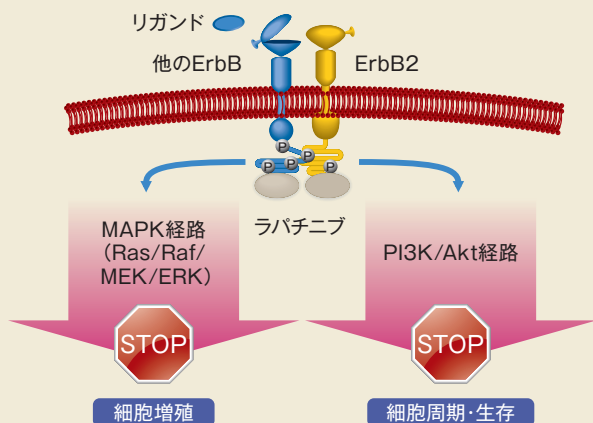 リガンド
他のErbB
ErbB2
P
P
P
P
P
P
ラパチニブ
MAPK経路
（Ras/Raf/
MEK/ERK）
PI3K/Akt経路
STOP
STOP
細胞増殖
細胞周期・生存